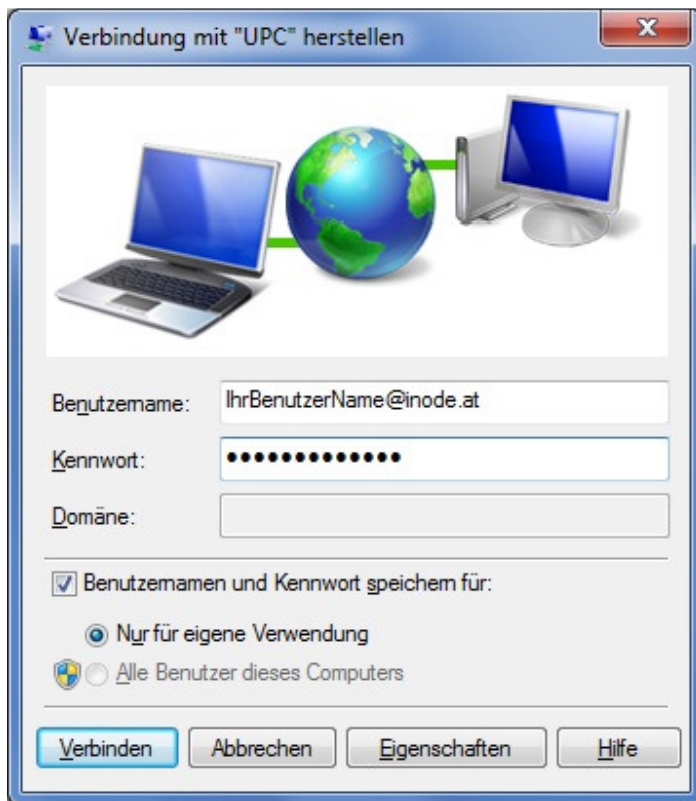 Verbindung mit "UPC" herstellen
Benutzername: IhrBenutzerName@inode.at
Kennwort: •••••••••••••
Domäne:
Benutzernamen und Kennwort speichern für:
Nur für eigene Verwendung
Alle Benutzer dieses Computers
Verbinden Abbrechen Eigenschaften Hilfe